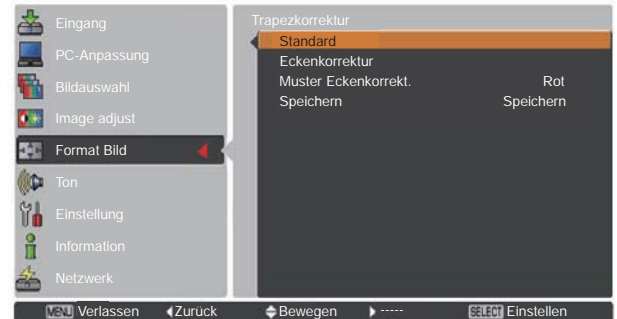 Eingang
PC-Anpassung
Bildauswahl
Image adjust
Format Bild
Ton
Einstellung
Information
Netzwerk
Trapezkorrektur
Standard
Eckenkorrektur
Muster Eckenkorrekt. Rot
Speichern Speichern
MENU Verlassen Zurück Bewegen ----- SELECT Einstellen